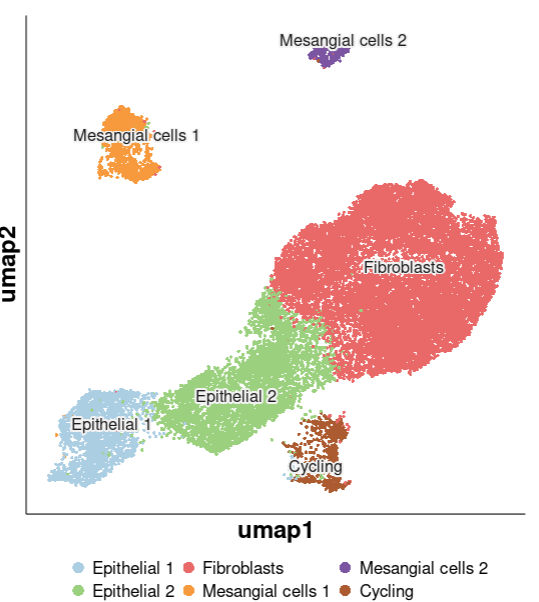 Mesangial cells 2
Mesangial cells 1
Fibroblasts
umap2
Epithelial 2
Epithelial 1
Cycling
umap1
Epithelial 1 Fibroblasts Mesangial cells 2
Epithelial 2 Mesangial cells 1 Cycling